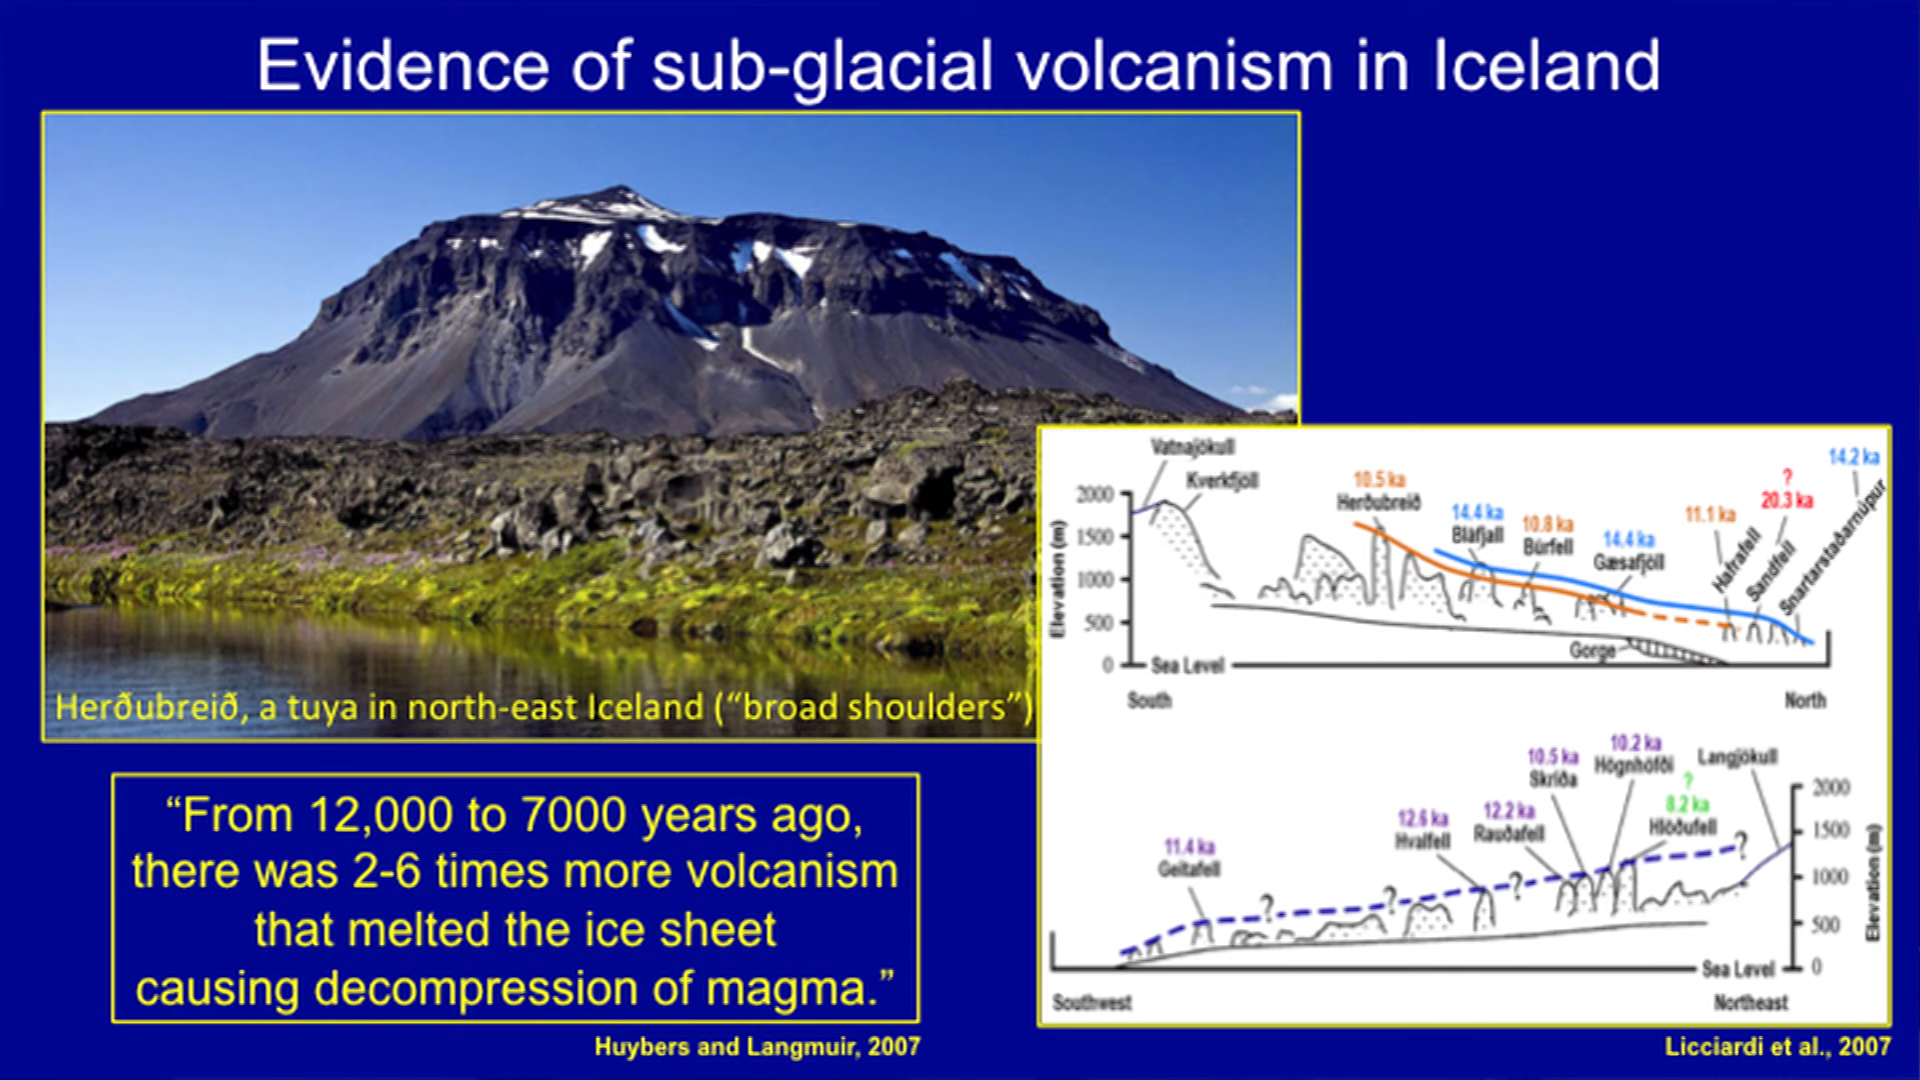 Evidence of sub-glacial volcanism in Iceland
Herðubreið, a tuya in north-east Iceland (“broad shoulders”)
“From 12,000 to 7000 years ago,
there was 2-6 times more volcanism
that melted the ice sheet
causing decompression of magma.”
Huybers and Langmuir, 2007
Vatnajökull
Kverkfjöll
10.5 ka
Herðubreið
14.4 ka
Bláfjall
10.8 ka
Búrfell
14.4 ka
Gæsafjöll
11.1 ka
Hafrafell
?
20.3 ka
Sandfell
14.2 ka
Snartarstaðarnúpur
Elevation (m)
2000
1500
1000
500
0
Sea Level
Gorge
South
North
11.4 ka
Geitafell
12.6 ka
Hvalfell
12.2 ka
Rauðafell
10.5 ka
Skriða
10.2 ka
Högnhöfði
?
8.2 ka
Hlöðufell
Langjökull
?
?
?
?
2000
1500
1000
500
0
Elevation (m)
Sea Level
Southwest
Northeast
Licciardi et al., 2007